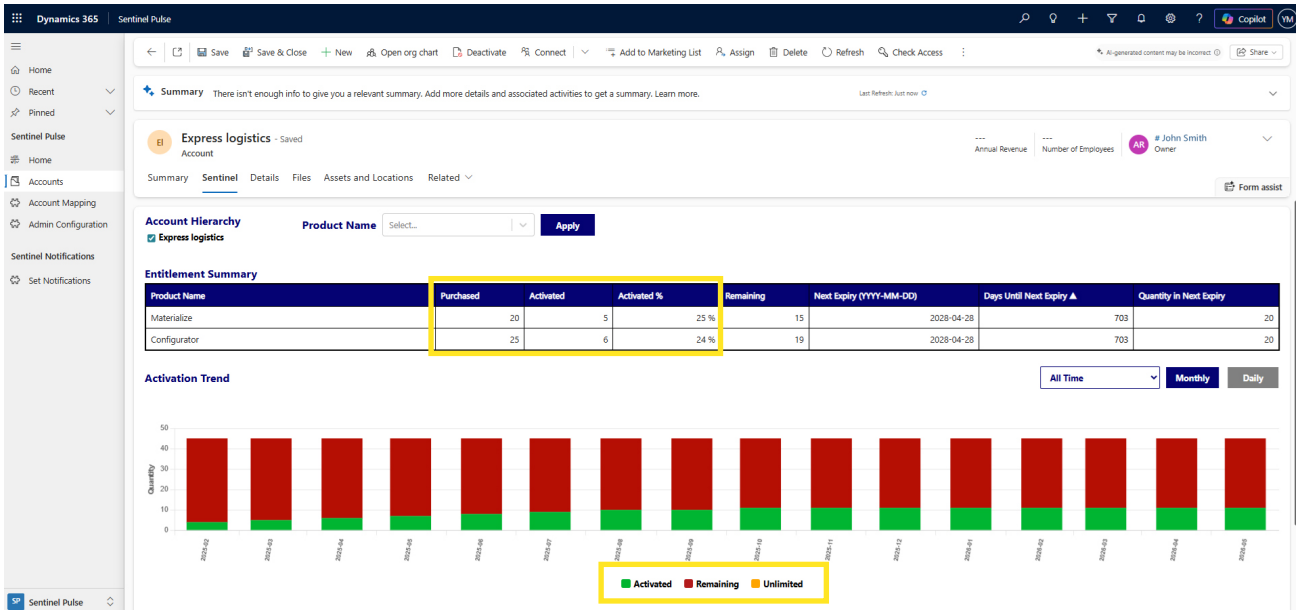 Dynamics 365 Sentinel Pulse Copilot YM
Save Save & Close New Open org chart Deactivate Connect Add to Marketing List Assign Delete Refresh Check Access AI-generated content may be incorrect Share
Home
Recent
Pinned
Sentinel Pulse
Home
Accounts
Account Mapping
Admin Configuration
Sentinel Notifications
Set Notifications
SP Sentinel Pulse
Summary There isn't enough info to give you a relevant summary. Add more details and associated activities to get a summary. Learn more. Last Refresh: Just now
El Express logistics - Saved
Account
--- Annual Revenue
--- Number of Employees
AR # John Smith
Owner
Summary Sentinel Details Files Assets and Locations Related
Form assist
Account Hierarchy
Express logistics
Product Name Select... Apply
Entitlement Summary
Product Name Purchased Activated Activated % Remaining Next Expiry (YYYY-MM-DD) Days Until Next Expiry ▲ Quantity in Next Expiry
Materialize 20 5 25 % 15 2028-04-28 703 20
Configurator 25 6 24 % 19 2028-04-28 703 20
Activation Trend All Time Monthly Daily
50
40
30
20
10
0
Quantity
2025-02 2025-03 2025-04 2025-05 2025-06 2025-07 2025-08 2025-09 2025-10 2025-11 2025-12 2026-01 2026-02 2026-03 2026-04 2026-05
Activated Remaining Unlimited